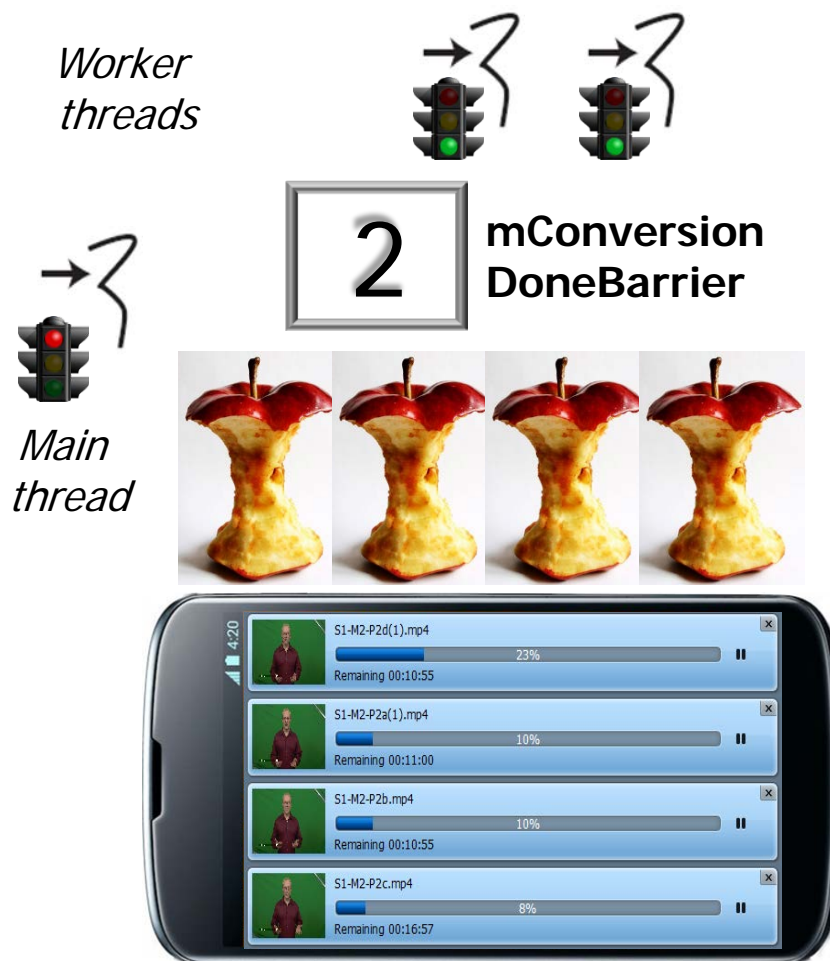 Worker
threads
2
mConversion
DoneBarrier
Main
thread
4:20
S1-M2-P2d(1).mp4
23%
Remaining 00:10:55
S1-M2-P2a(1).mp4
10%
Remaining 00:11:00
S1-M2-P2b.mp4
10%
Remaining 00:10:55
S1-M2-P2c.mp4
8%
Remaining 00:16:57